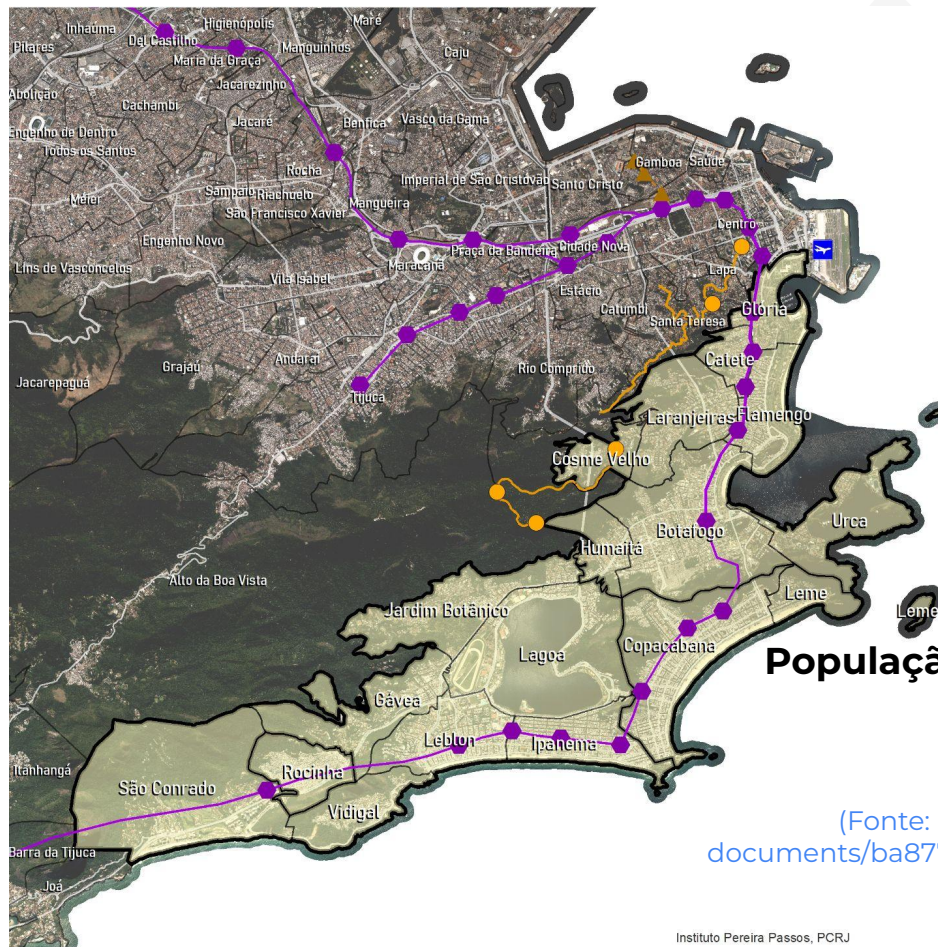 Maré
Higienópolis
Inhaúma
Del Castilho
Pilares
Manguinhos
Caju
Maria da Graça
Jacarezinho
Abolição
Cachambi
Jacaré
Benfica
Vasco da Gama
Engenho de Dentro
Todos os Santos
Gamboa
Saúde
Rocha
Imperial de São Cristóvão
Santo Cristo
Sampaio
Riachuelo
Méier
Mangueira
São Francisco Xavier
Centro
Engenho Novo
Praça da Bandeira
Cidade Nova
Maracanã
Lins de Vasconcelos
Vila Isabel
Lapa
Estácio
Catumbi
Glória
Santa Teresa
Andaraí
Catete
Grajaú
Rio Comprido
Jacarepaguá
Tijuca
Laranjeiras
Flamengo
Cosme Velho
Urca
Botafogo
Humaitá
Alto da Boa Vista
Leme
Jardim Botânico
Leme
Copacabana
Lagoa
Populaçã
Gávea
Leblon
Ipanema
Itanhangá
Rocinha
São Conrado
Vidigal
(Fonte:
documents/ba877
Barra da Tijuca
Joá
Instituto Pereira Passos, PCRJ